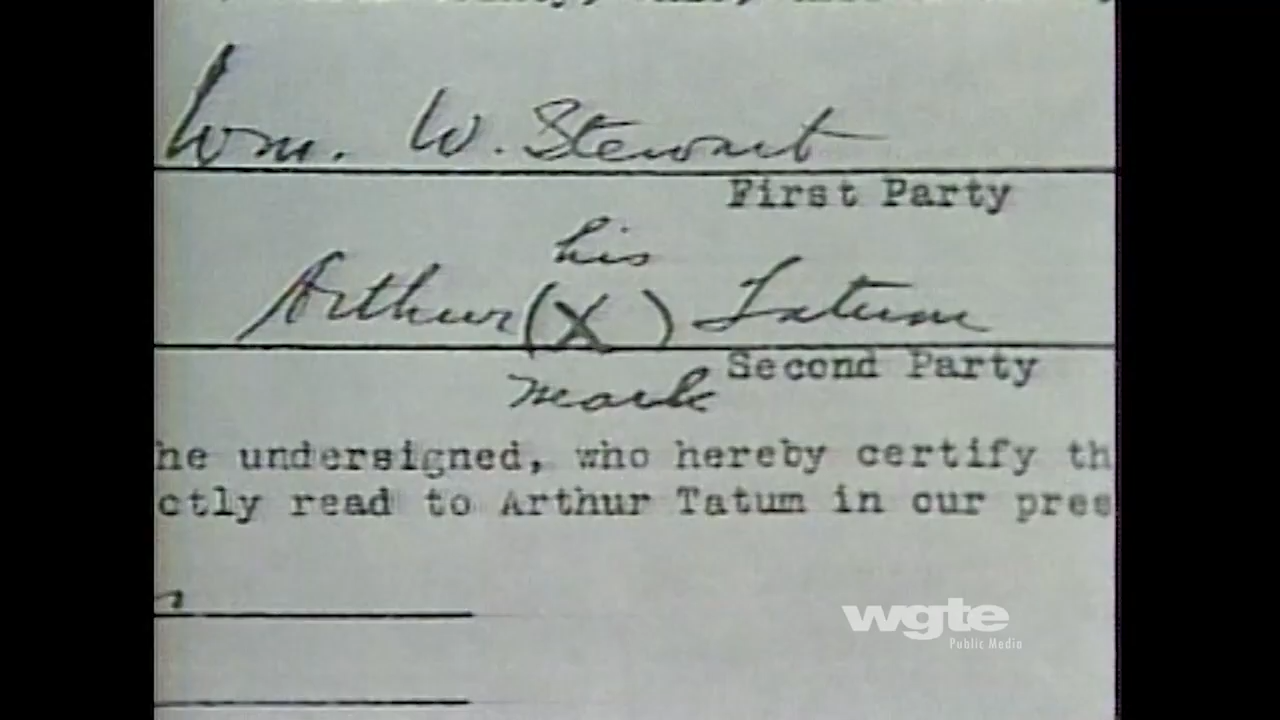 Wm. W. Stewart
First Party
his
Arthur (X) Tatum
Second Party
mark
he undersigned, who hereby certify th
ctly read to Arthur Tatum in our pres
wgte
Public Media